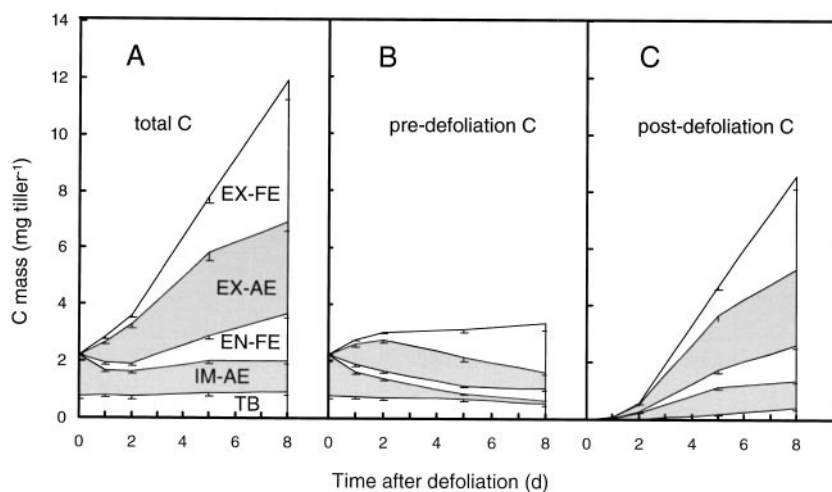 A B C
total C pre-defoliation C post-defoliation C
C mass (mg tiller⁻¹)
14
12
10
8
6
4
2
0
EX-FE
EX-AE
EN-FE
IM-AE
TB
0 2 4 6 8 0 2 4 6 8 0 2 4 6 8
Time after defoliation (d)